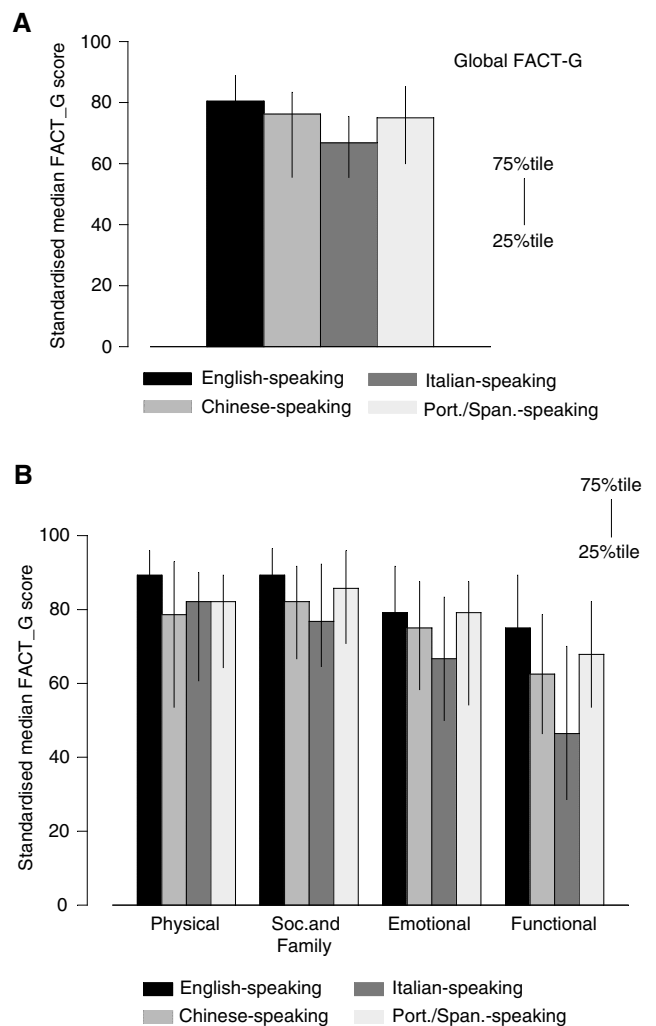 A
Standardised median FACT_G score
100
80
60
40
20
0
Global FACT-G
75%tile
25%tile
English-speaking
Italian-speaking
Chinese-speaking
Port./Span.-speaking
B
Standardised median FACT_G score
75%tile
25%tile
100
80
60
40
20
0
Physical
Soc.and
Family
Emotional
Functional
English-speaking
Italian-speaking
Chinese-speaking
Port./Span.-speaking